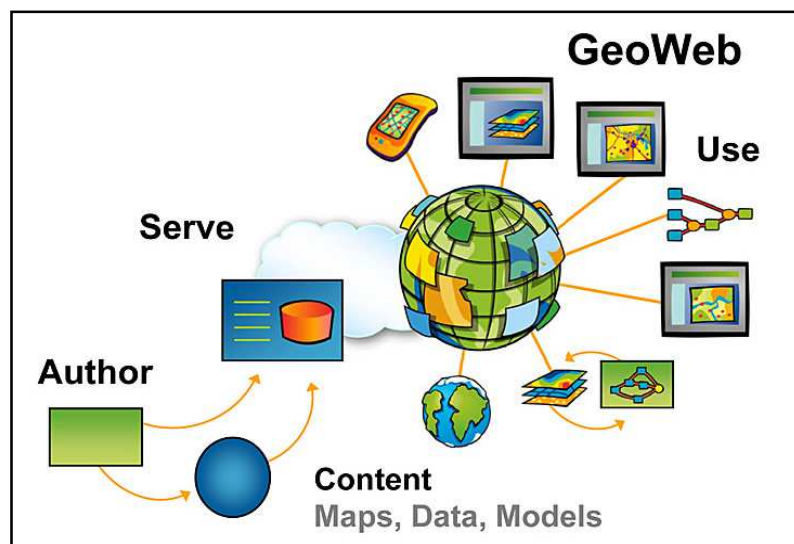 GeoWeb
Use
Serve
Author
Content
Maps, Data, Models